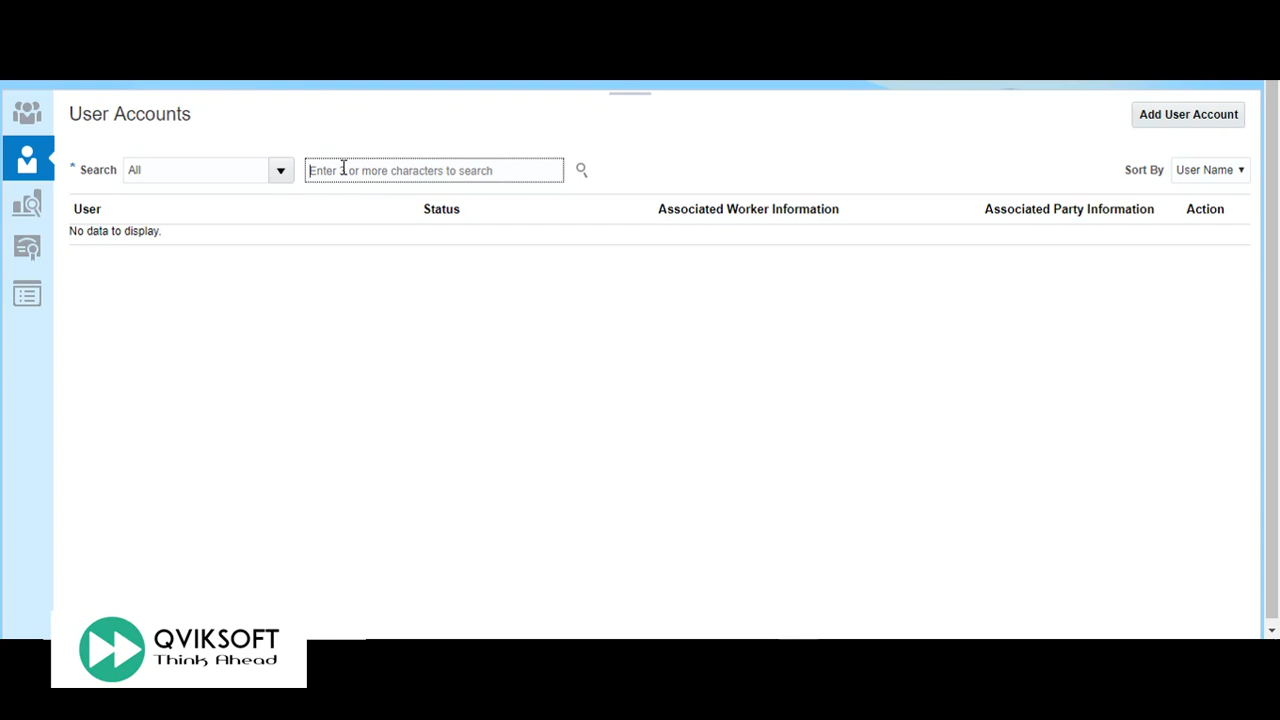 User Accounts
Add User Account
* Search All Enter or more characters to search Sort By User Name
User Status Associated Worker Information Associated Party Information Action
No data to display.
QVIKSOFT
Think Ahead